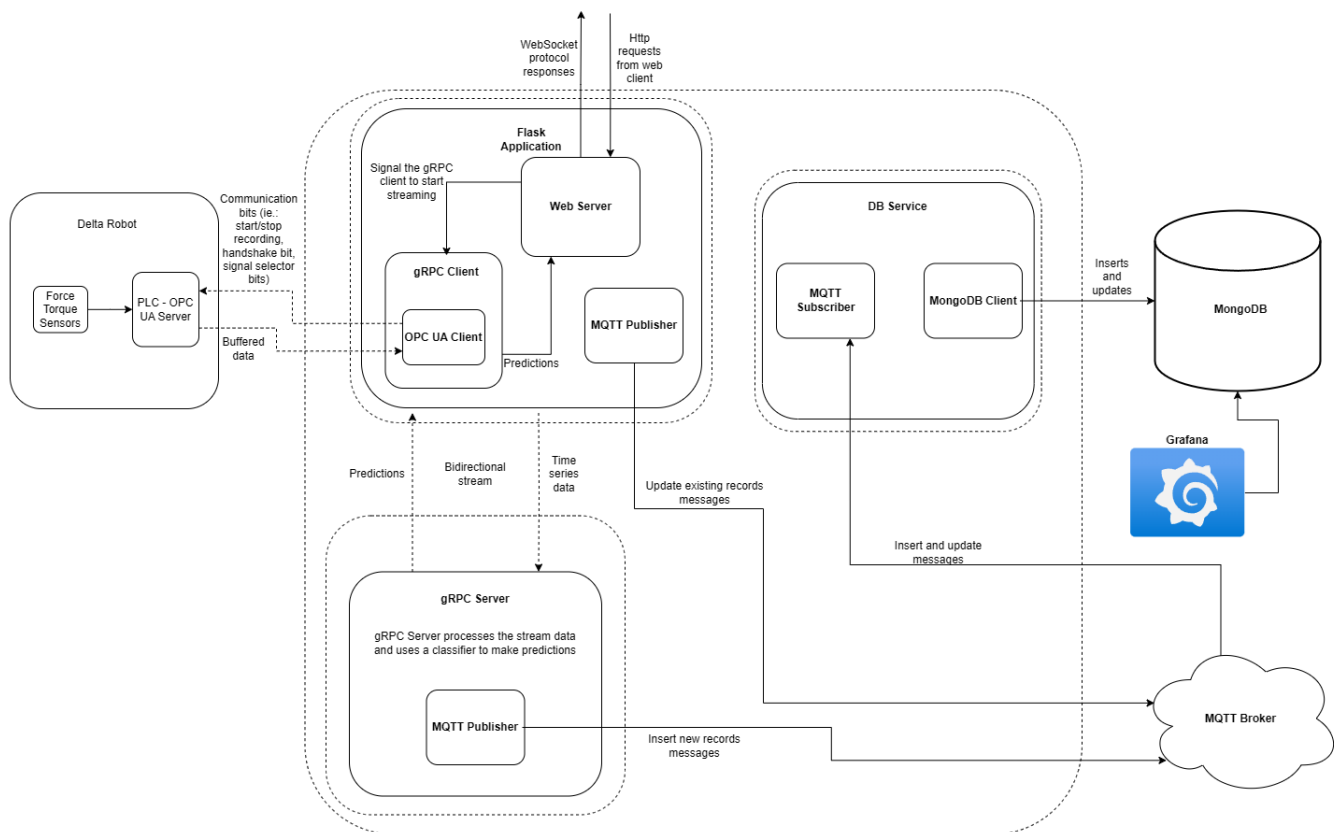 WebSocket
protocol
responses
Http
requests
from web
client
Flask
Application
Signal the gRPC
client to start
streaming
Web Server
DB Service
Communication
bits (ie.:
start/stop
recording,
handshake bit,
signal selector
bits)
Delta Robot
gRPC Client
Force
Torque
Sensors
PLC - OPC
UA Server
OPC UA Client
MQTT Publisher
MQTT
Subscriber
MongoDB Client
Inserts
and
updates
MongoDB
Buffered
data
Predictions
Grafana
Predictions
Bidirectional
stream
Time
series
data
Update existing records
messages
Insert and update
messages
gRPC Server
gRPC Server processes the stream data
and uses a classifier to make predictions
MQTT Publisher
Insert new records
messages
MQTT Broker